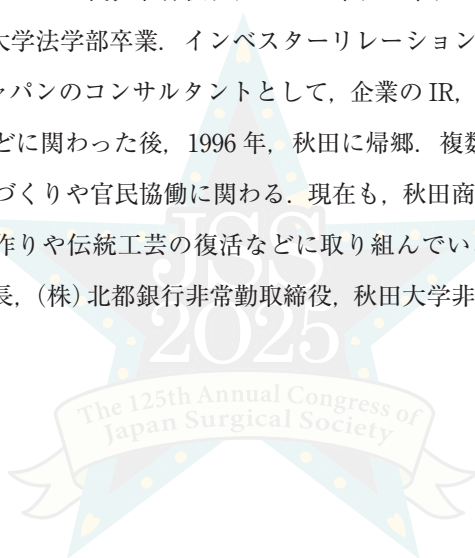 大学法学部卒業．インベスターリレーション
ャパンのコンサルタントとして，企業の IR，
どに関わった後，1996 年，秋田に帰郷．複数
づくりや官民協働に関わる．現在も，秋田商
作りや伝統工芸の復活などに取り組んでい
長，（株）北都銀行非常勤取締役，秋田大学非
JSS
2025
The 125th Annual Congress of
Japan Surgical Society